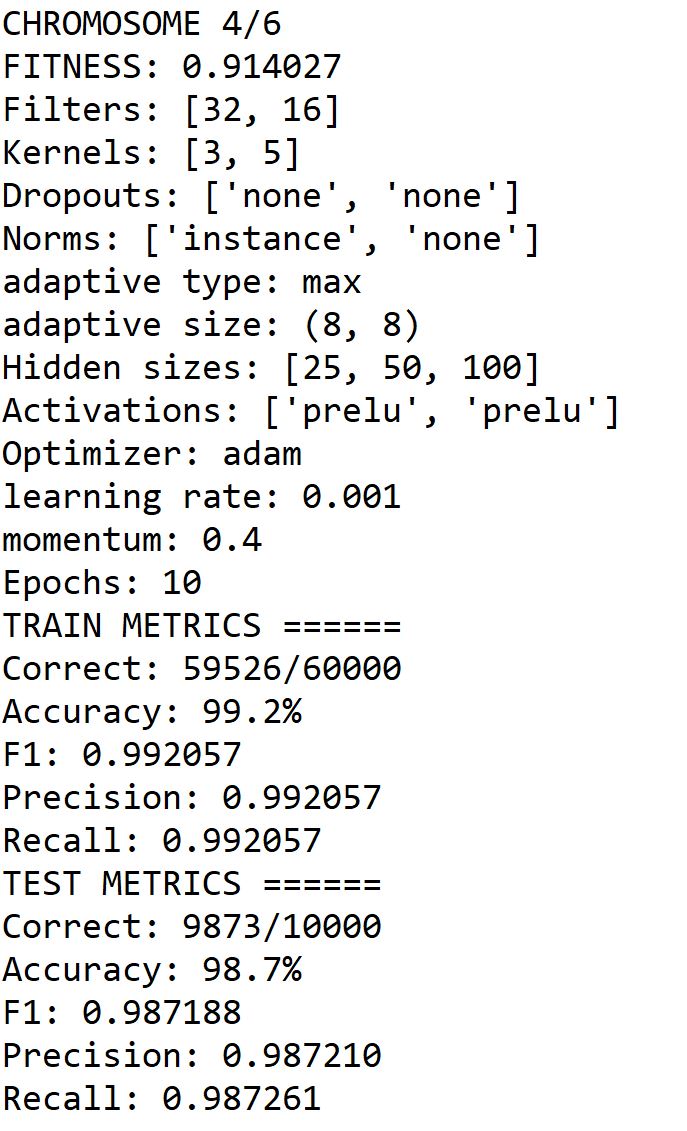 CHROMOSOME 4/6
FITNESS: 0.914027
Filters: [32, 16]
Kernels: [3, 5]
Dropouts: ['none', 'none']
Norms: ['instance', 'none']
adaptive type: max
adaptive size: (8, 8)
Hidden sizes: [25, 50, 100]
Activations: ['prelu', 'prelu']
Optimizer: adam
learning rate: 0.001
momentum: 0.4
Epochs: 10
TRAIN METRICS ======
Correct: 59526/60000
Accuracy: 99.2%
F1: 0.992057
Precision: 0.992057
Recall: 0.992057
TEST METRICS ======
Correct: 9873/10000
Accuracy: 98.7%
F1: 0.987188
Precision: 0.987210
Recall: 0.987261